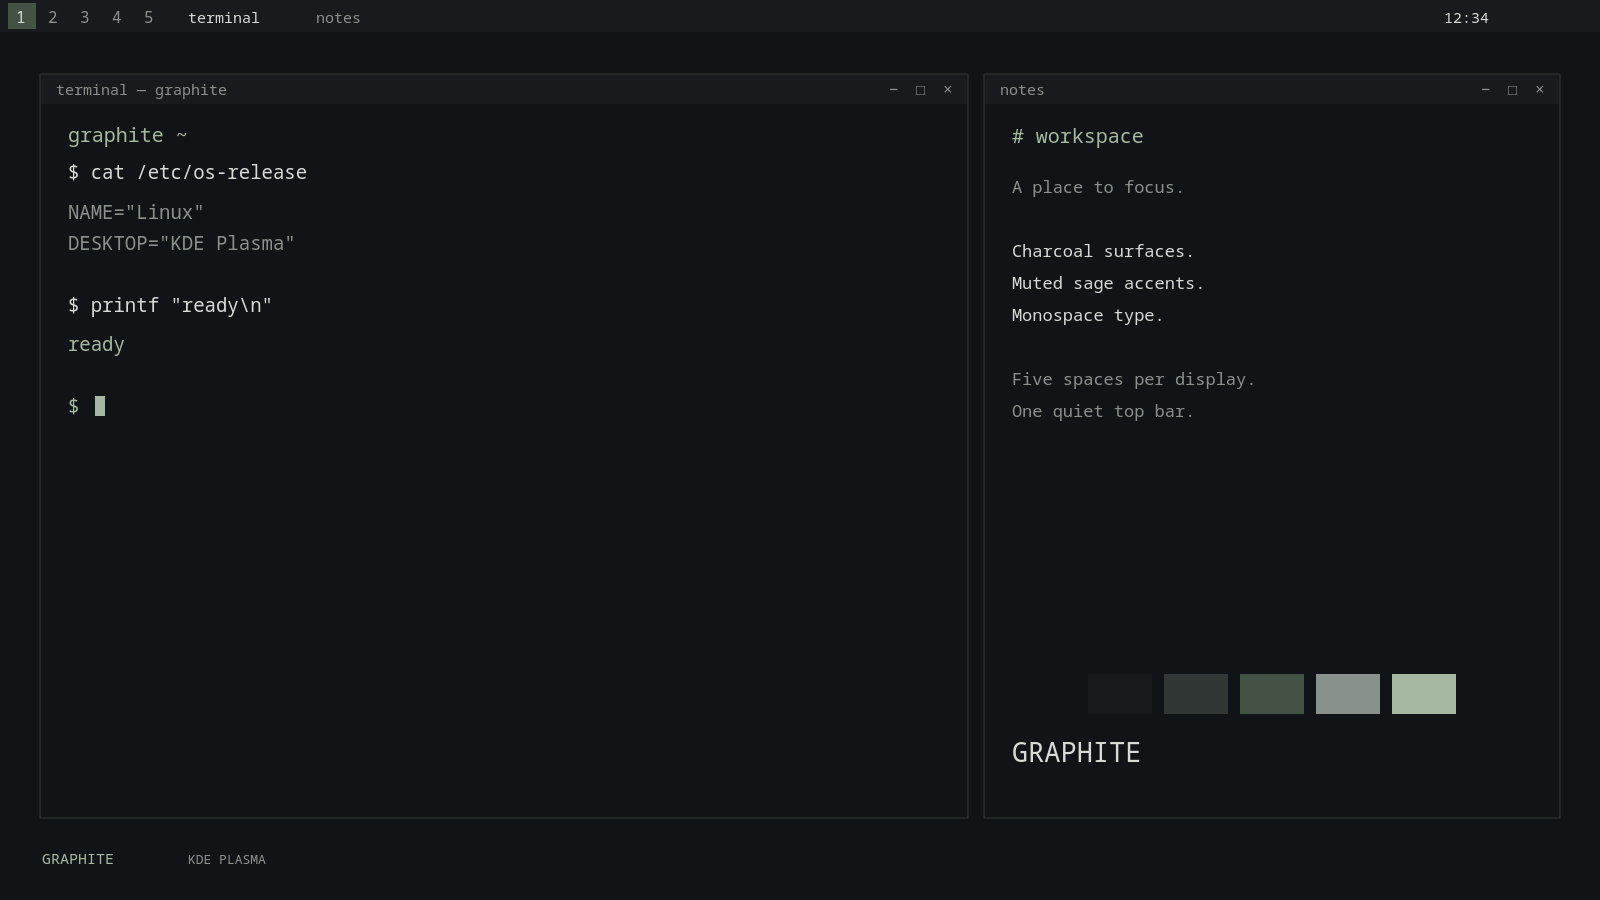 1 2 3 4 5 terminal notes 12:34
terminal — graphite − □ ×
graphite ~
$ cat /etc/os-release
NAME="Linux"
DESKTOP="KDE Plasma"
$ printf "ready\n"
ready
$
notes − □ ×
# workspace
A place to focus.
Charcoal surfaces.
Muted sage accents.
Monospace type.
Five spaces per display.
One quiet top bar.
GRAPHITE
GRAPHITE KDE PLASMA